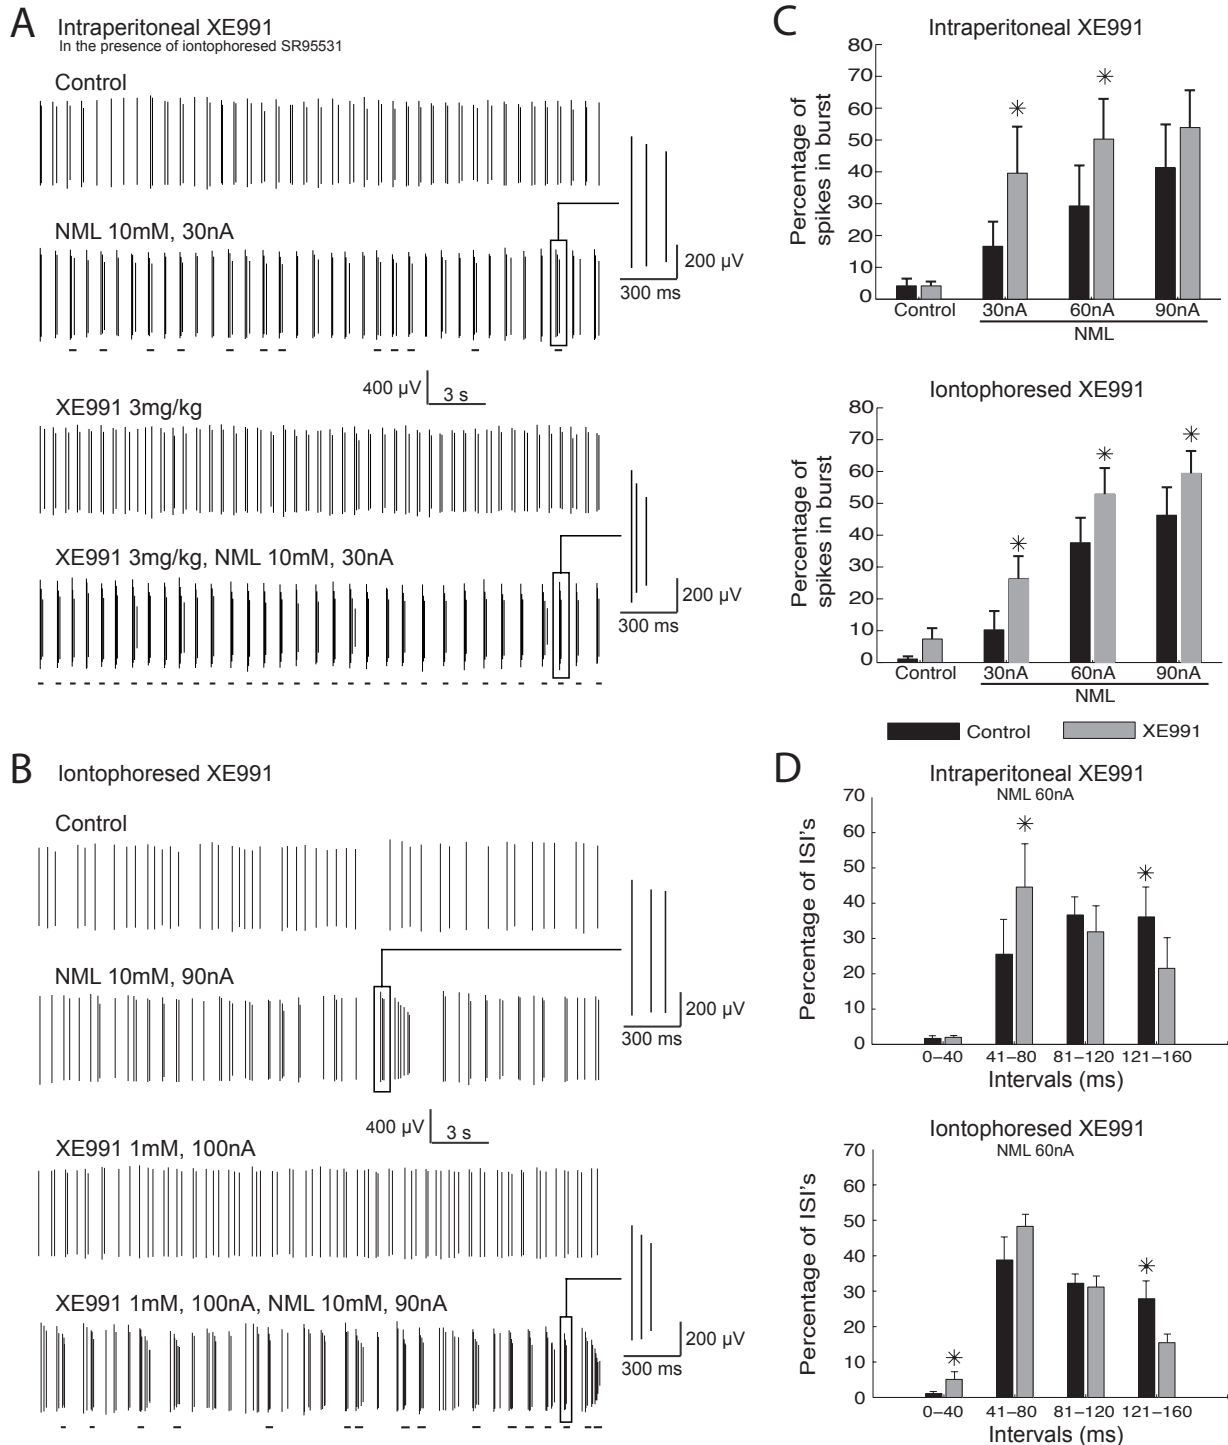 A
Intraperitoneal XE991
In the presence of iontophoresed SR95531
Control
NML 10mM, 30nA
200 µV
300 ms
400 µV
3 s
XE991 3mg/kg
XE991 3mg/kg, NML 10mM, 30nA
200 µV
300 ms
B
Iontophoresed XE991
Control
NML 10mM, 90nA
200 µV
300 ms
400 µV
3 s
XE991 1mM, 100nA
XE991 1mM, 100nA, NML 10mM, 90nA
200 µV
300 ms
C
Intraperitoneal XE991
Percentage of
spikes in burst
80
70
60
50
40
30
20
10
0
Control
30nA
60nA
90nA
NML
Iontophoresed XE991
Percentage of
spikes in burst
80
70
60
50
40
30
20
10
0
Control
30nA
60nA
90nA
NML
Control
XE991
D
Intraperitoneal XE991
NML 60nA
Percentage of ISI's
70
60
50
40
30
20
10
0
0–40
41–80
81–120
121–160
Intervals (ms)
Iontophoresed XE991
NML 60nA
Percentage of ISI's
70
60
50
40
30
20
10
0
0–40
41–80
81–120
121–160
Intervals (ms)